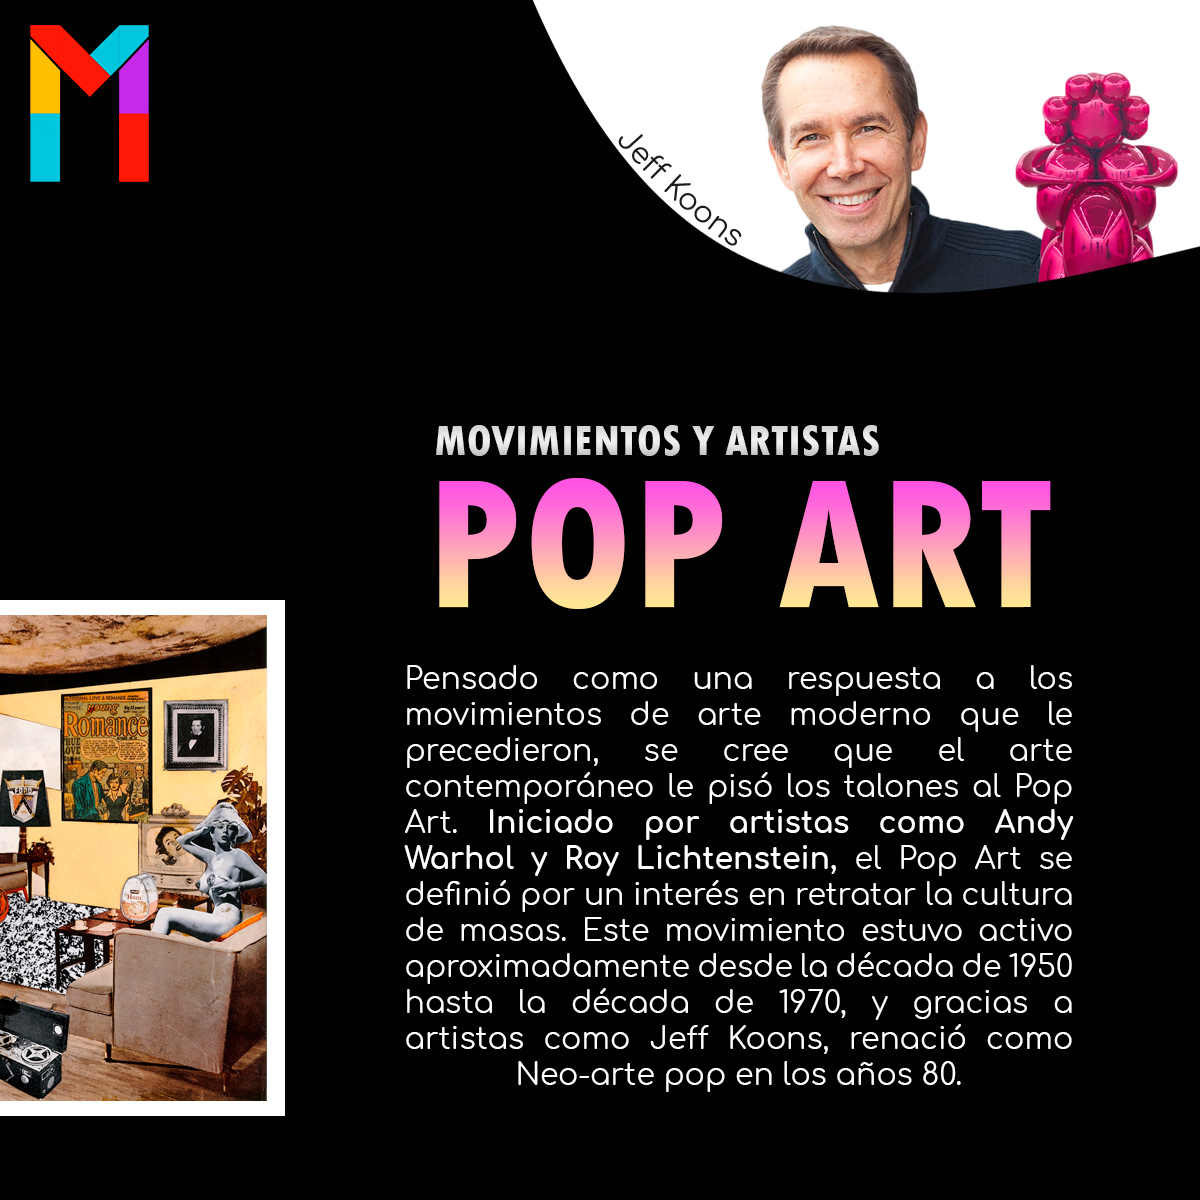 Jeff Koons
MOVIMIENTOS Y ARTISTAS
POP ART
Pensado como una respuesta a los
movimientos de arte moderno que le
precedieron, se cree que el arte
contemporáneo le pisó los talones al Pop
Art. Iniciado por artistas como Andy
Warhol y Roy Lichtenstein, el Pop Art se
definió por un interés en retratar la cultura
de masas. Este movimiento estuvo activo
aproximadamente desde la década de 1950
hasta la década de 1970, y gracias a
artistas como Jeff Koons, renació como
Neo-arte pop en los años 80.
Young
Romance
TRUE
LOVE
FORD